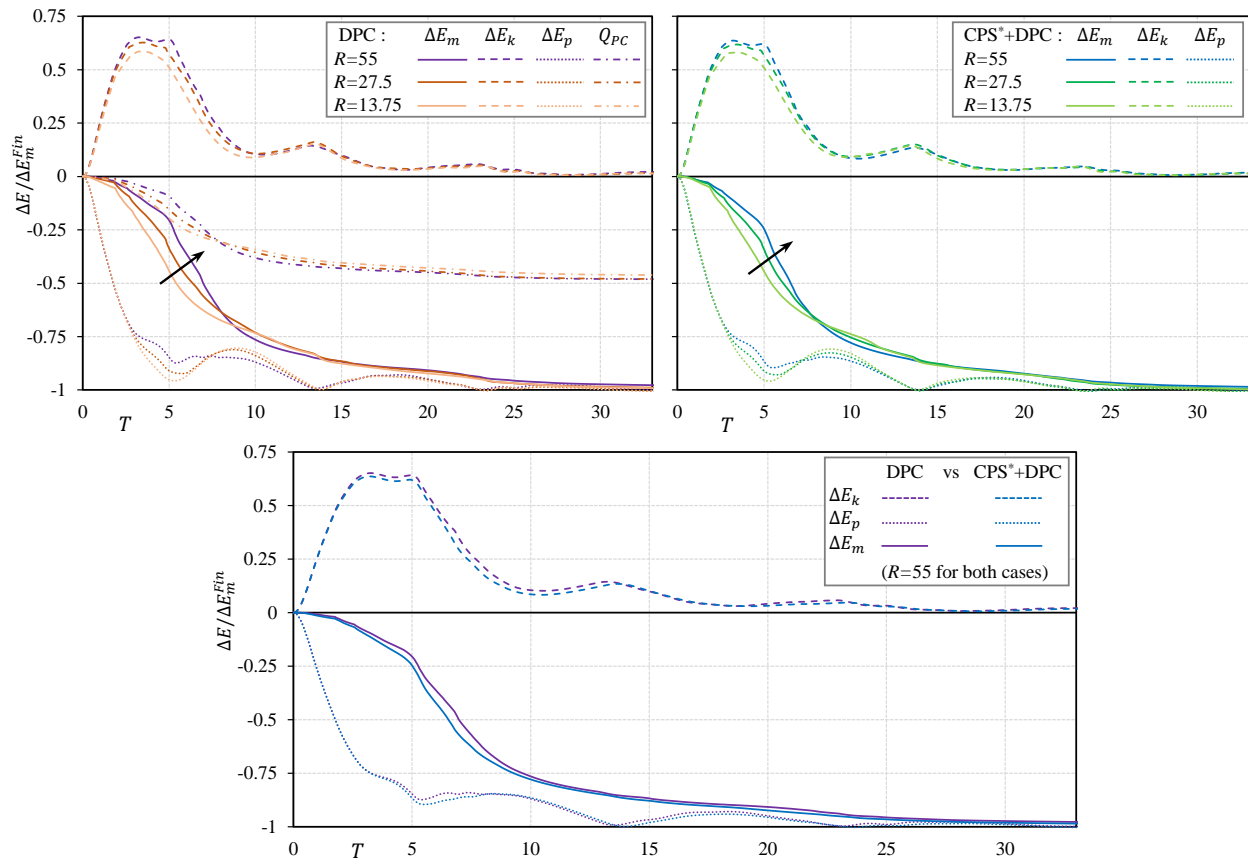 0.75
0.5
0.25
0
-0.25
-0.5
-0.75
-1
ΔE/ΔE_m^Fin
DPC : ΔE_m ΔE_k ΔE_p Q_PC
R=55
R=27.5
R=13.75
0 5 10 15 20 25 30
T
CPS*+DPC : ΔE_m ΔE_k ΔE_p
R=55
R=27.5
R=13.75
0 5 10 15 20 25 30
T
0.75
0.5
0.25
0
-0.25
-0.5
-0.75
-1
ΔE/ΔE_m^Fin
DPC vs CPS*+DPC
ΔE_k
ΔE_p
ΔE_m
(R=55 for both cases)
0 5 10 15 20 25 30
T